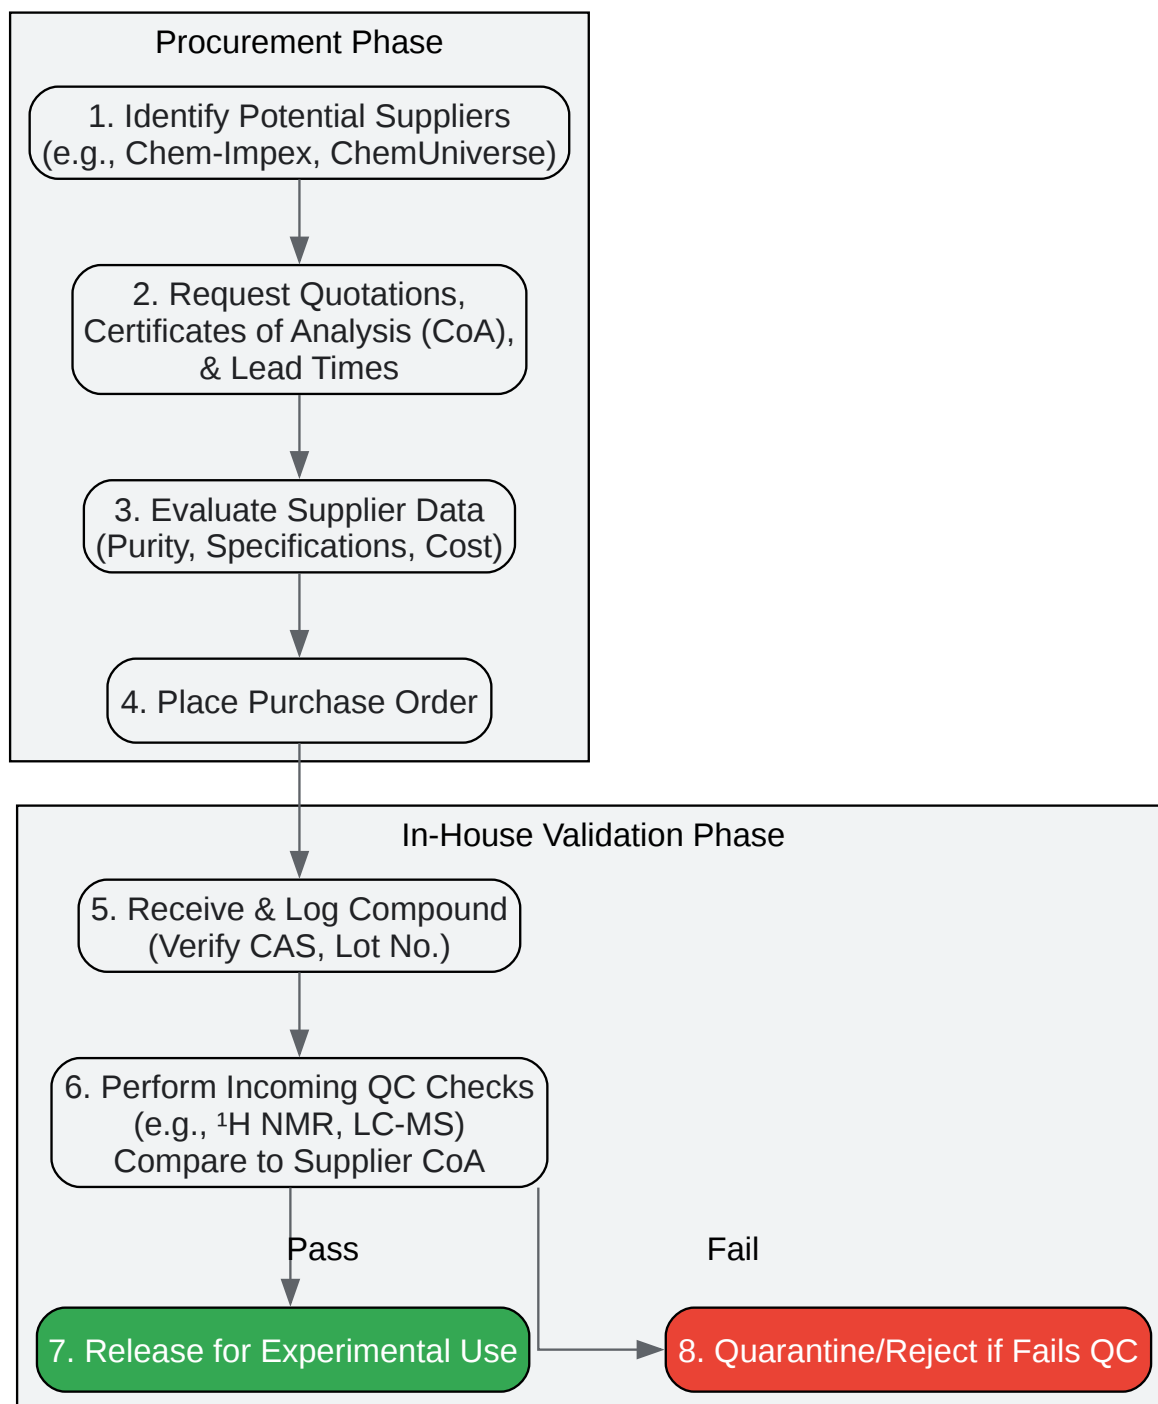 Procurement Phase
1. Identify Potential Suppliers
(e.g., Chem-Impex, ChemUniverse)
2. Request Quotations,
Certificates of Analysis (CoA),
& Lead Times
3. Evaluate Supplier Data
(Purity, Specifications, Cost)
4. Place Purchase Order
In-House Validation Phase
5. Receive & Log Compound
(Verify CAS, Lot No.)
6. Perform Incoming QC Checks
(e.g., ¹H NMR, LC-MS)
Compare to Supplier CoA
Pass
Fail
7. Release for Experimental Use
8. Quarantine/Reject if Fails QC